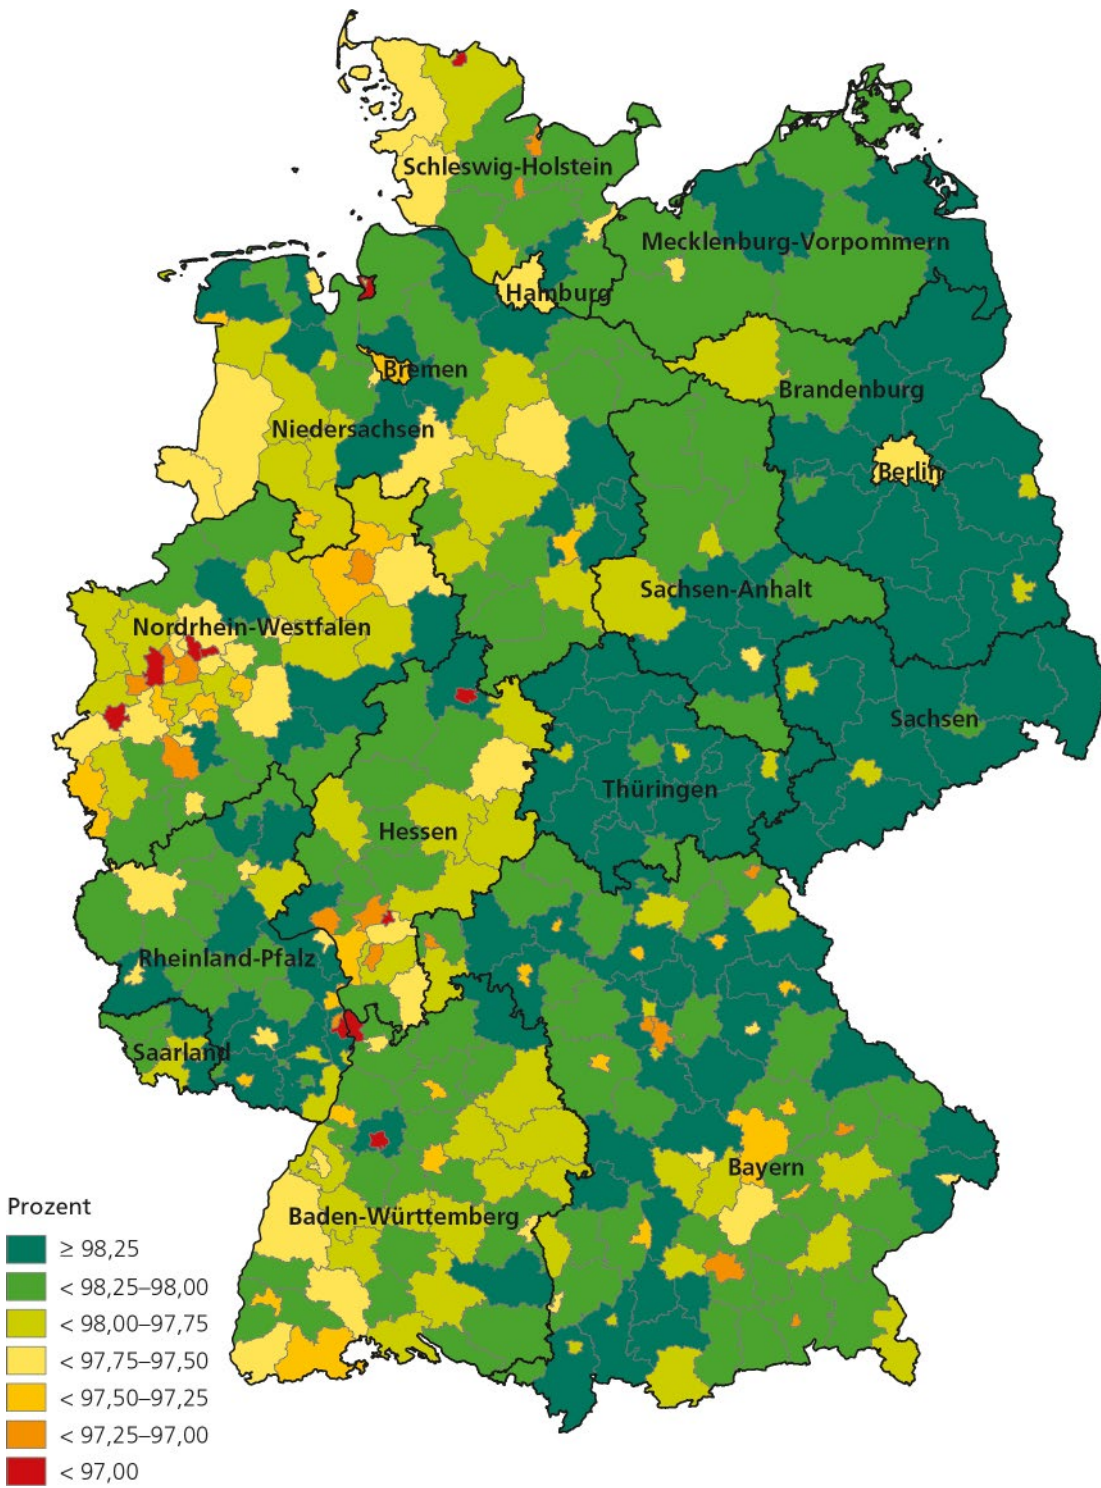 Schleswig-Holstein
Mecklenburg-Vorpommern
Hamburg
Bremen
Brandenburg
Niedersachsen
Berlin
Sachsen-Anhalt
Nordrhein-Westfalen
Sachsen
Thüringen
Hessen
Rheinland-Pfalz
Saarland
Bayern
Baden-Württemberg
Prozent
≥ 98,25
< 98,25–98,00
< 98,00–97,75
< 97,75–97,50
< 97,50–97,25
< 97,25–97,00
< 97,00